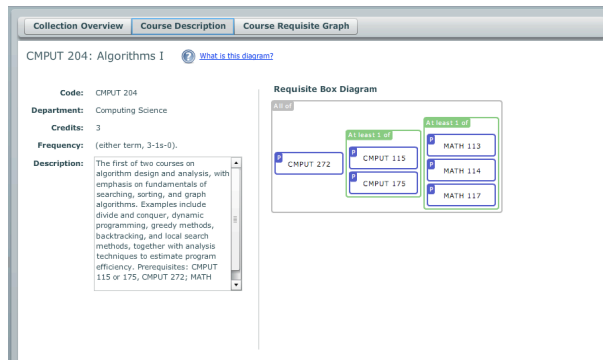 Collection Overview
Course Description
Course Requisite Graph
CMPUT 204: Algorithms I
? What is this diagram?
Code: CMPUT 204
Department: Computing Science
Credits: 3
Frequency: (either term, 3-1s-0).
Description: The first of two courses on
algorithm design and analysis, with
emphasis on fundamentals of
searching, sorting, and graph
algorithms. Examples include
divide and conquer, dynamic
programming, greedy methods,
backtracking, and local search
methods, together with analysis
techniques to estimate program
efficiency. Prerequisites: CMPUT
115 or 175, CMPUT 272; MATH
Requisite Box Diagram
All of
P CMPUT 272
At least 1 of
P CMPUT 115
P CMPUT 175
At least 1 of
P MATH 113
P MATH 114
P MATH 117